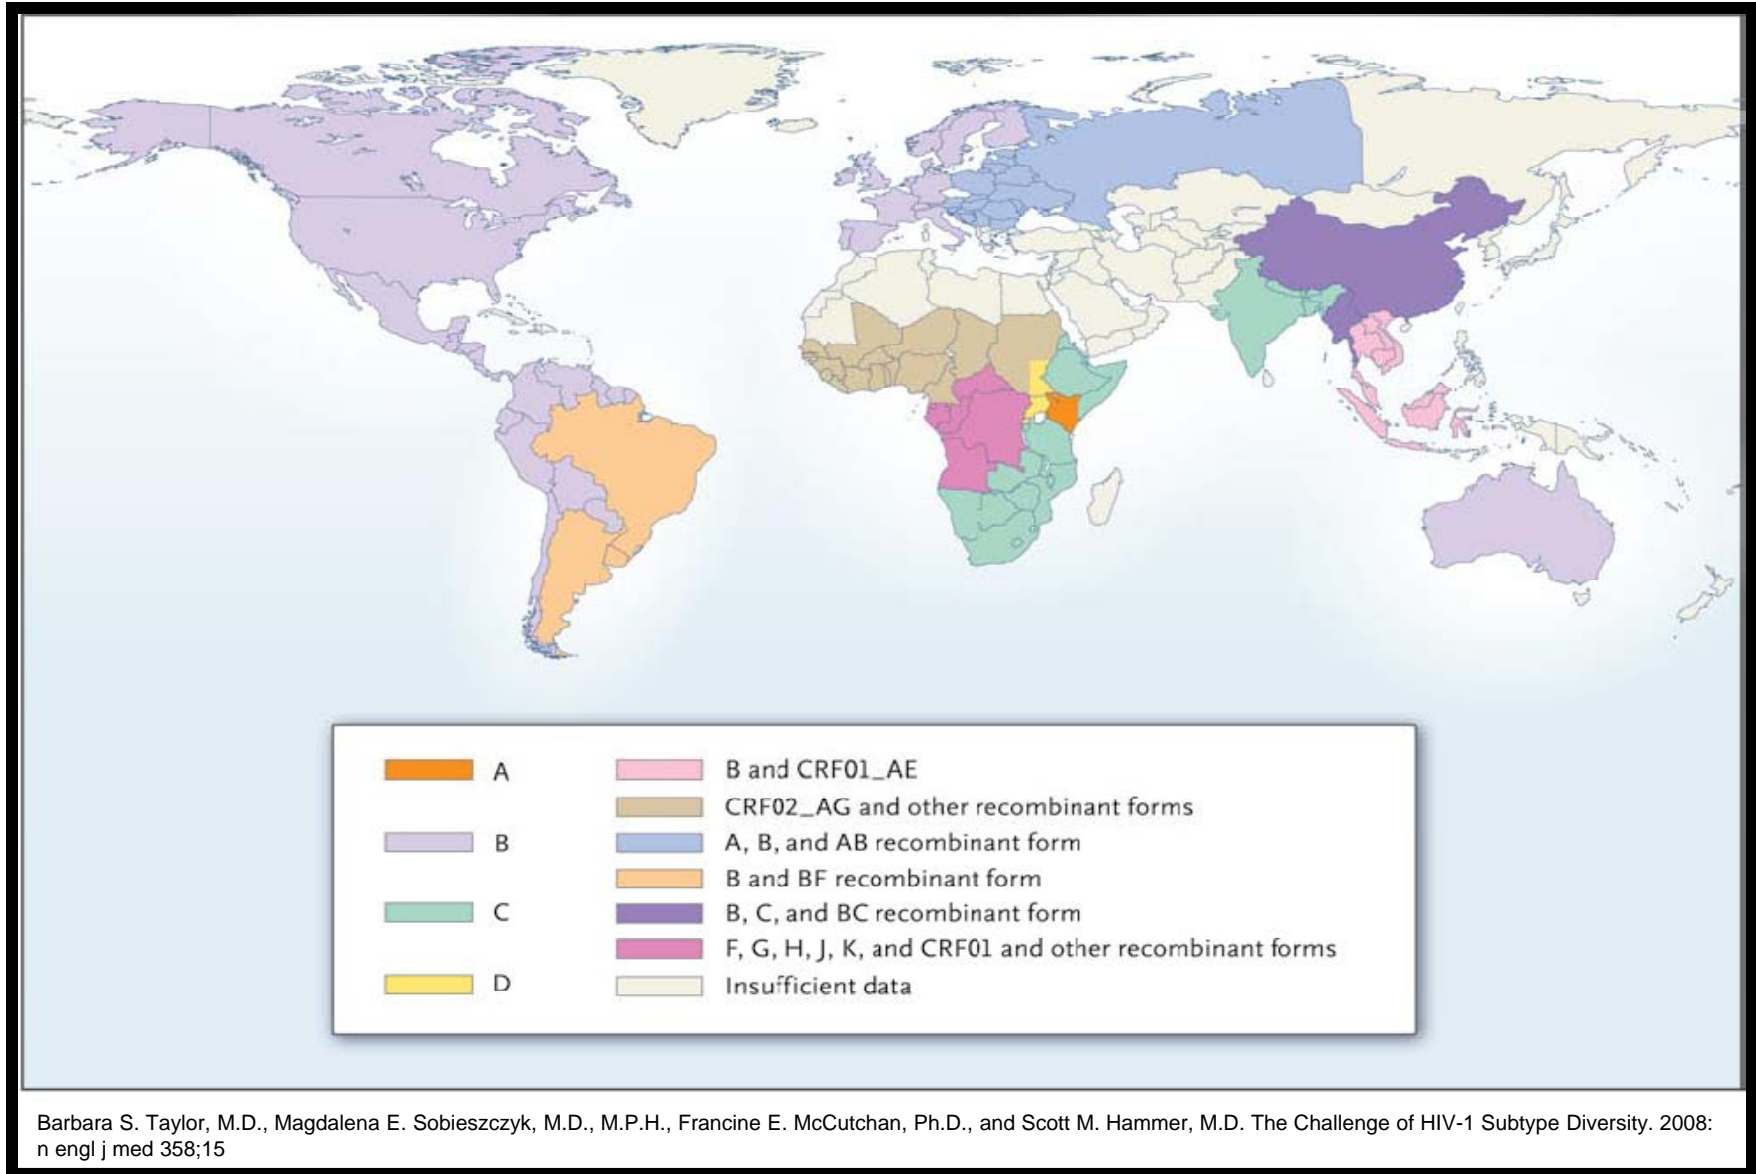 A
B and CRF01_AE
CRF02_AG and other recombinant forms
B
A, B, and AB recombinant form
B and BF recombinant form
C
B, C, and BC recombinant form
F, G, H, J, K, and CRF01 and other recombinant forms
D
Insufficient data
Barbara S. Taylor, M.D., Magdalena E. Sobieszczyk, M.D., M.P.H., Francine E. McCutchan, Ph.D., and Scott M. Hammer, M.D. The Challenge of HIV-1 Subtype Diversity. 2008:
n engl j med 358;15